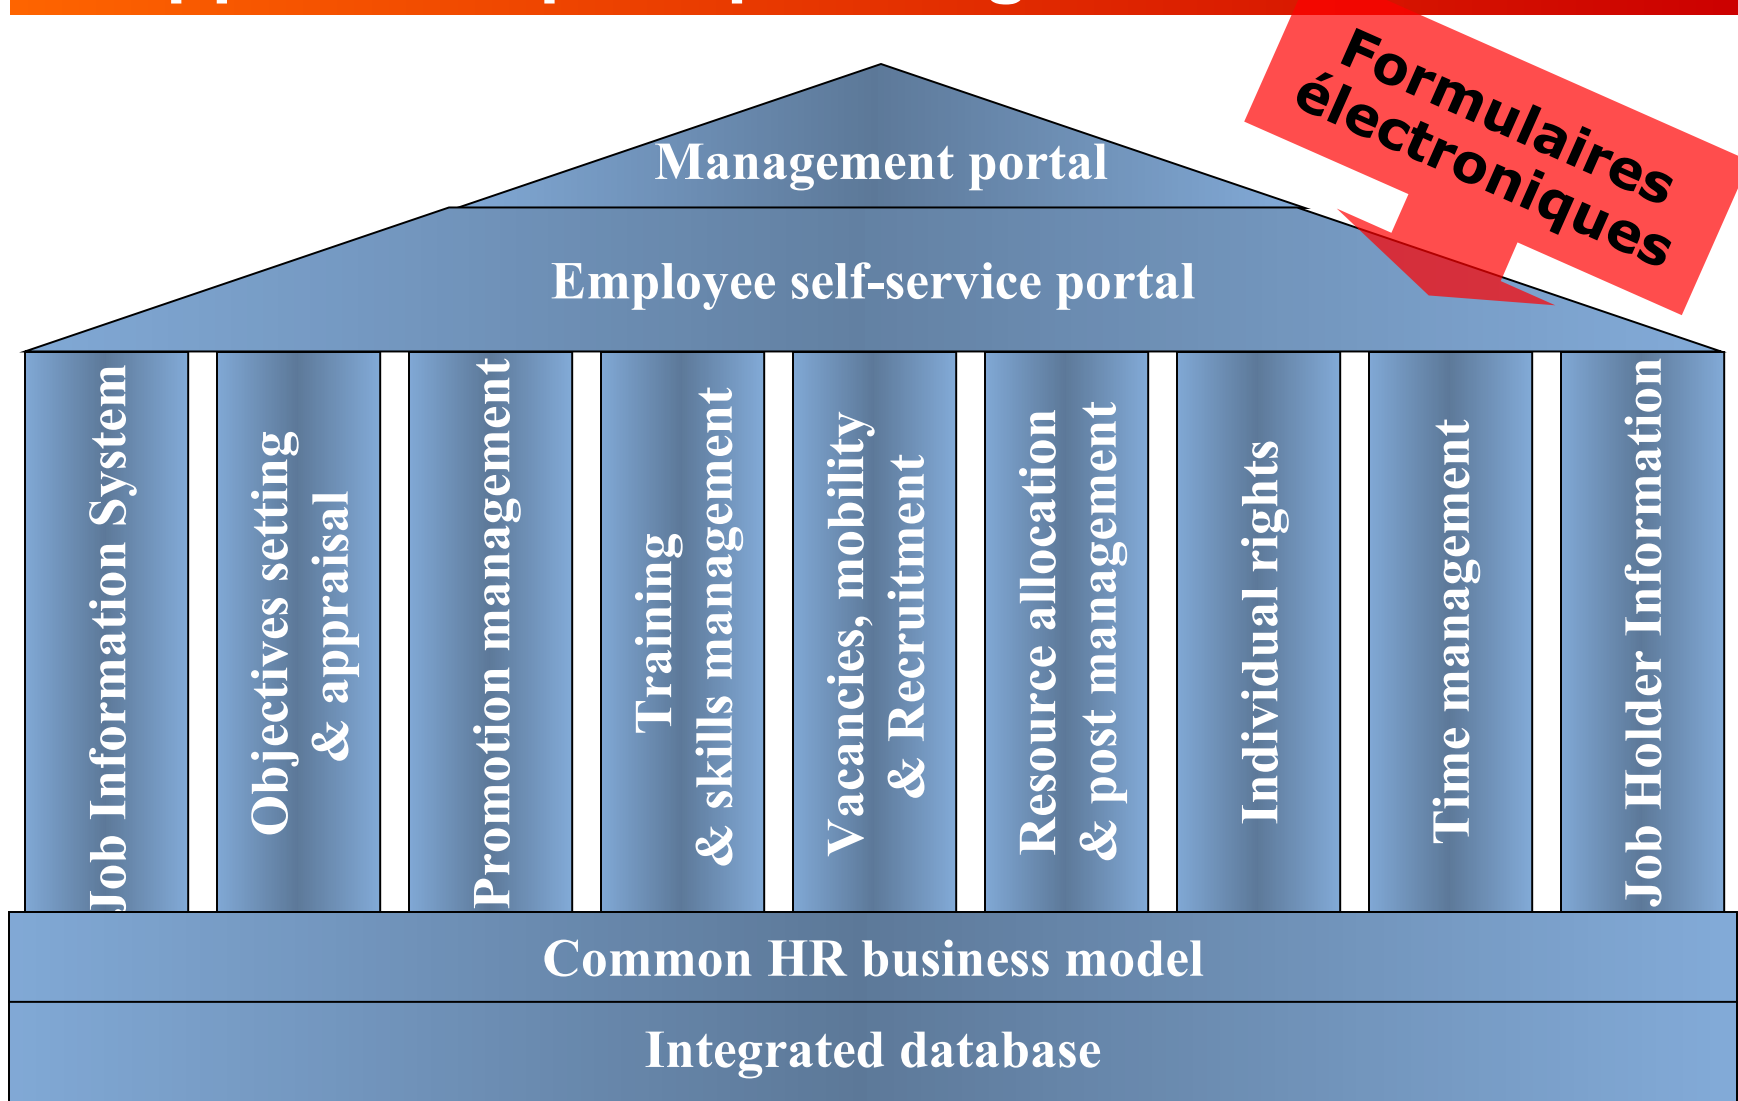 Formulaires
électroniques
Management portal
Employee self-service portal
Job Information System
Objectives setting
& appraisal
Promotion management
Training
& skills management
Vacancies, mobility
& Recruitment
Resource allocation
& post management
Individual rights
Time management
Job Holder Information
Common HR business model
Integrated database